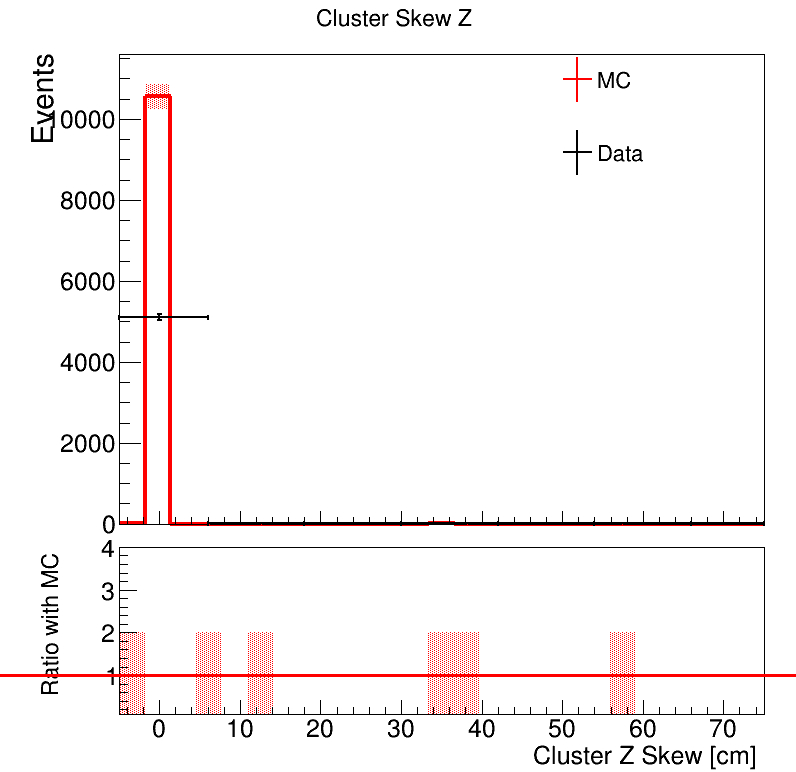 Cluster Skew Z
Events
10000
8000
6000
4000
2000
0
MC
Data
Ratio with MC
4
3
2
1
0 10 20 30 40 50 60 70
Cluster Z Skew [cm]